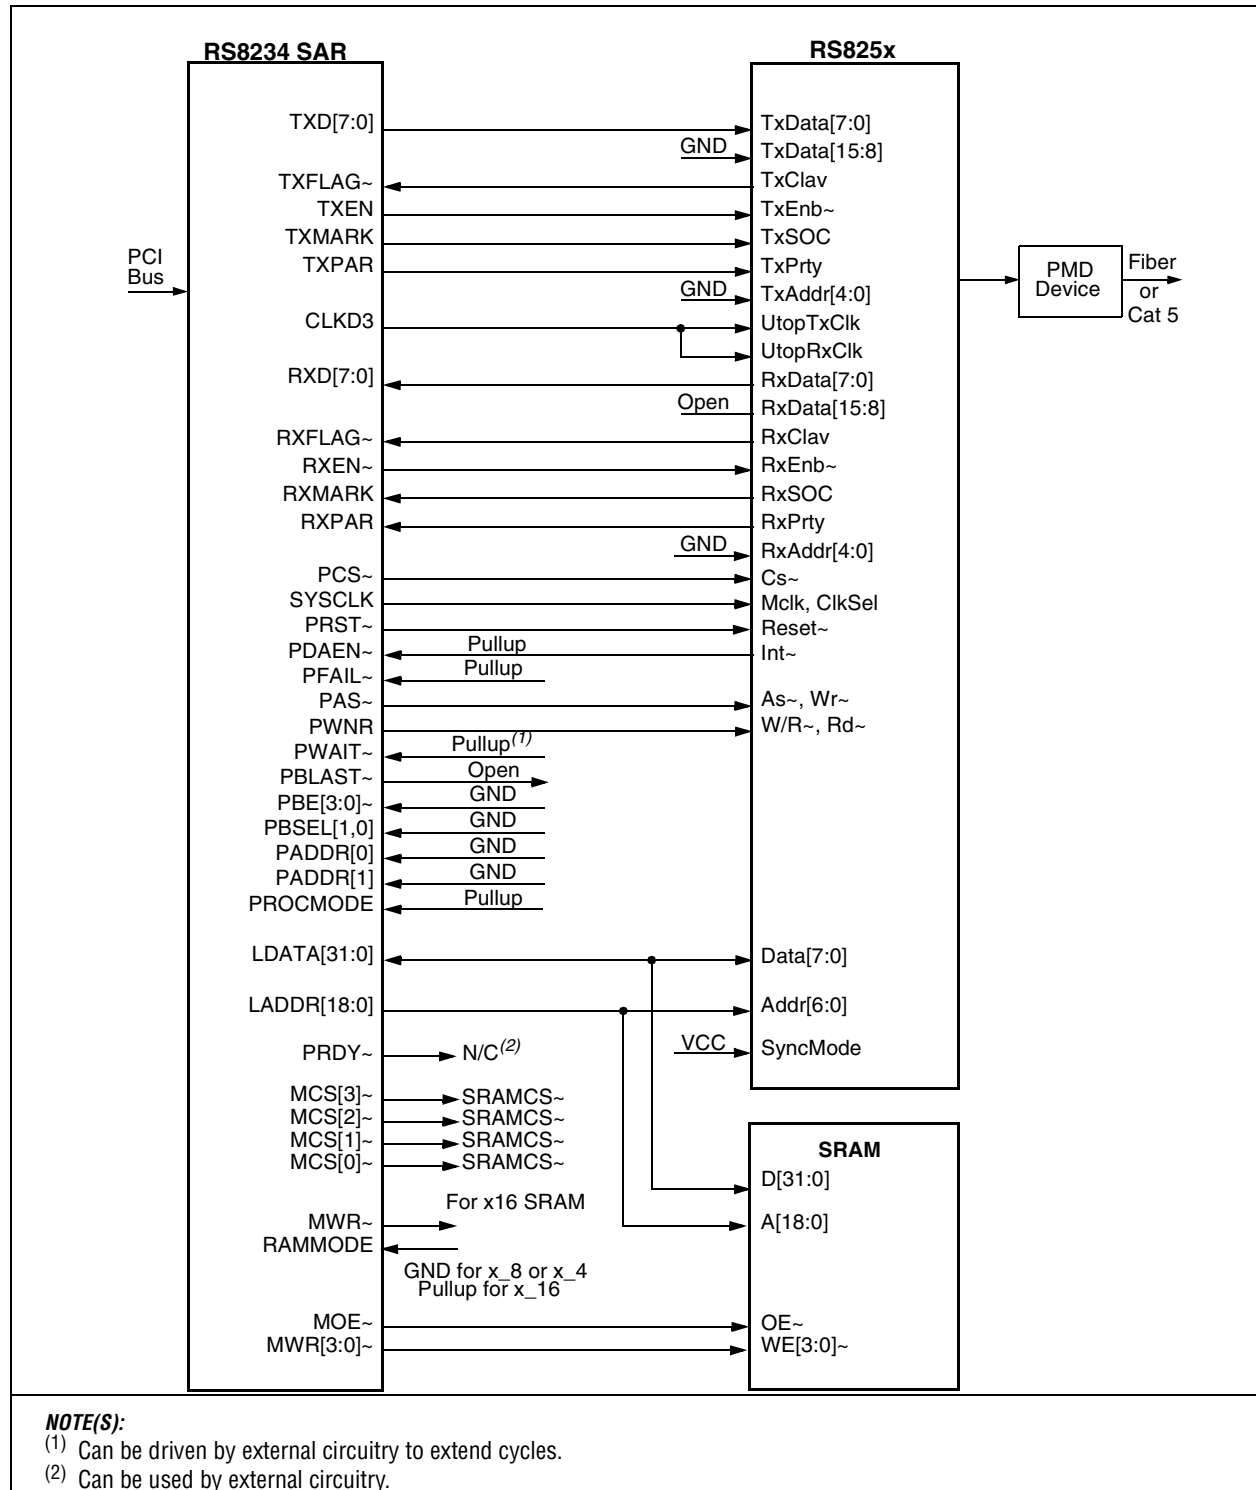 RS8234 SAR
RS825x
TXD[7:0]
TxData[7:0]
GND
TxData[15:8]
TXFLAG~
TxClav
TXEN
TxEnb~
TXMARK
TxSOC
PCI
Bus
TXPAR
TxPrty
GND
TxAddr[4:0]
PMD
Device
Fiber
or
Cat 5
CLKD3
UtopTxClk
UtopRxClk
RXD[7:0]
RxData[7:0]
Open
RxData[15:8]
RXFLAG~
RxClav
RXEN~
RxEnb~
RXMARK
RxSOC
RXPAR
RxPrty
GND
RxAddr[4:0]
PCS~
Cs~
SYSCLK
Mclk, ClkSel
PRST~
Reset~
PDAEN~
Pullup
Int~
PFAIL~
Pullup
PAS~
As~, Wr~
PWNR
W/R~, Rd~
PWAIT~
Pullup(1)
PBLAST~
Open
PBE[3:0]~
GND
PBSEL[1,0]
GND
PADDR[0]
GND
PADDR[1]
GND
PROCMODE
Pullup
LDATA[31:0]
Data[7:0]
LADDR[18:0]
Addr[6:0]
PRDY~
N/C(2)
VCC
SyncMode
MCS[3]~
SRAMCS~
MCS[2]~
SRAMCS~
MCS[1]~
SRAMCS~
MCS[0]~
SRAMCS~
SRAM
D[31:0]
For x16 SRAM
MWR~
A[18:0]
RAMMODE
GND for x_8 or x_4
Pullup for x_16
MOE~
OE~
MWR[3:0]~
WE[3:0]~
NOTE(S):
(1) Can be driven by external circuitry to extend cycles.
(2) Can be used by external circuitry.